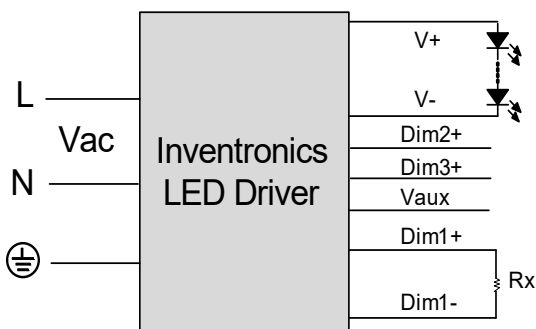 L
Vac
N
Inventronics
LED Driver
V+
V-
Dim2+
Dim3+
Vaux
Dim1+
Rx
Dim1-